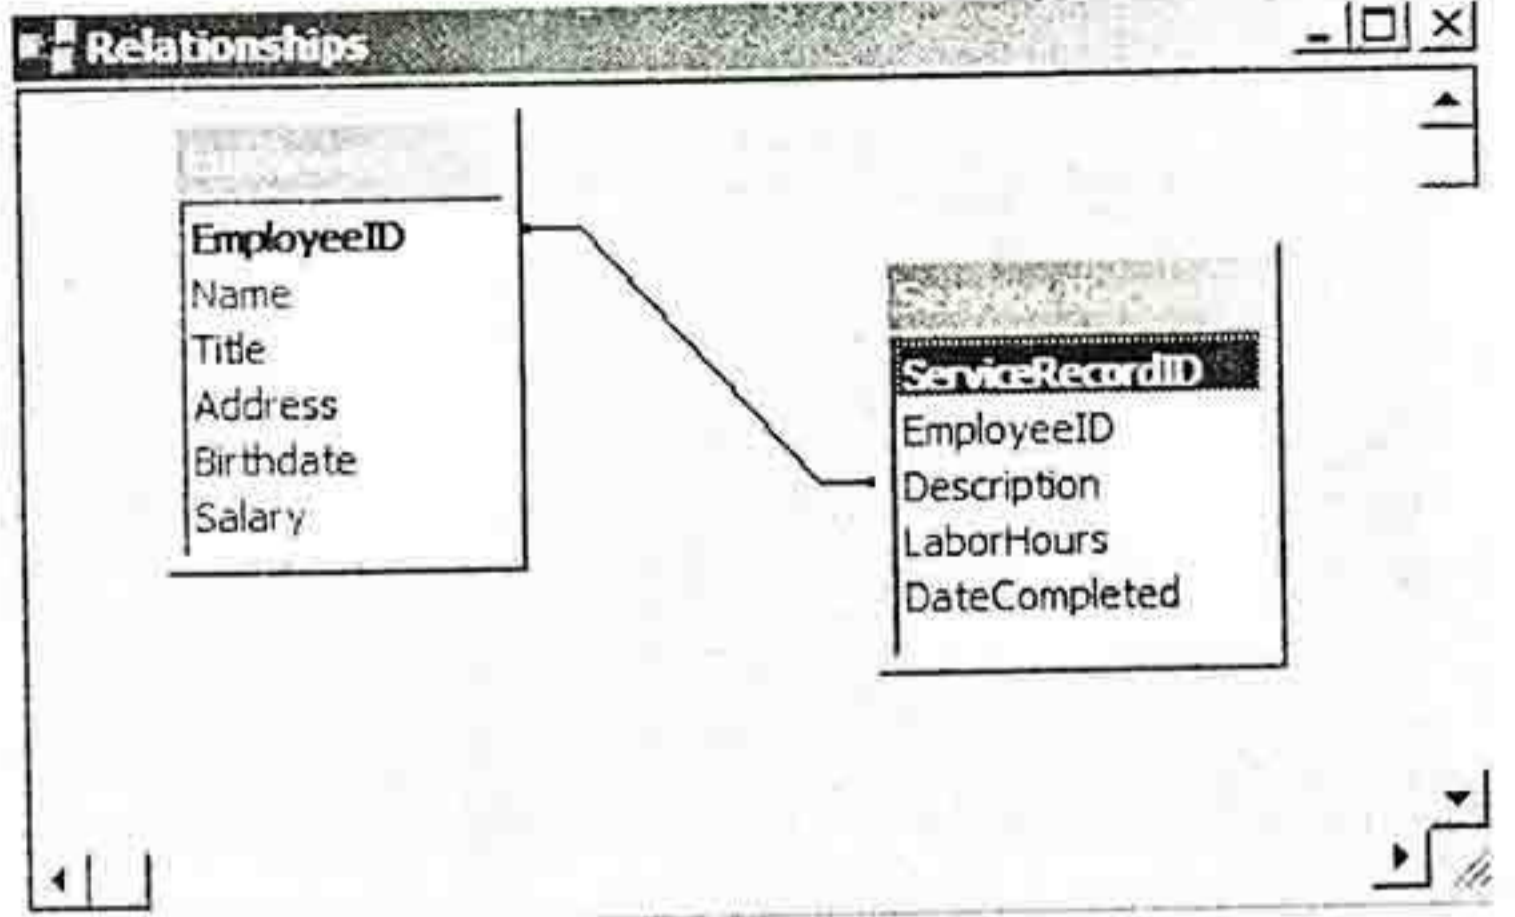 Relationships
EmployeeID
Name
Title
Address
Birthdate
Salary
ServiceRecordID
EmployeeID
Description
LaborHours
DateCompleted